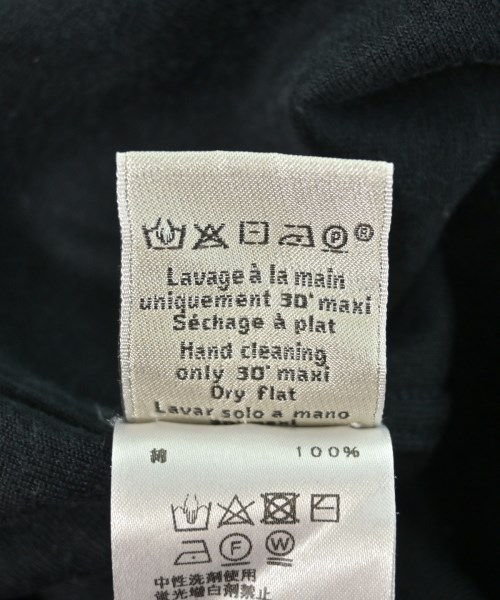 Lavage à la main
uniquement 30° maxi
Séchage à plat
Hand cleaning
only 30° maxi
Dry flat
Lavar solo a mano
綿 100%
中性洗剤使用
蛍光増白剤禁止